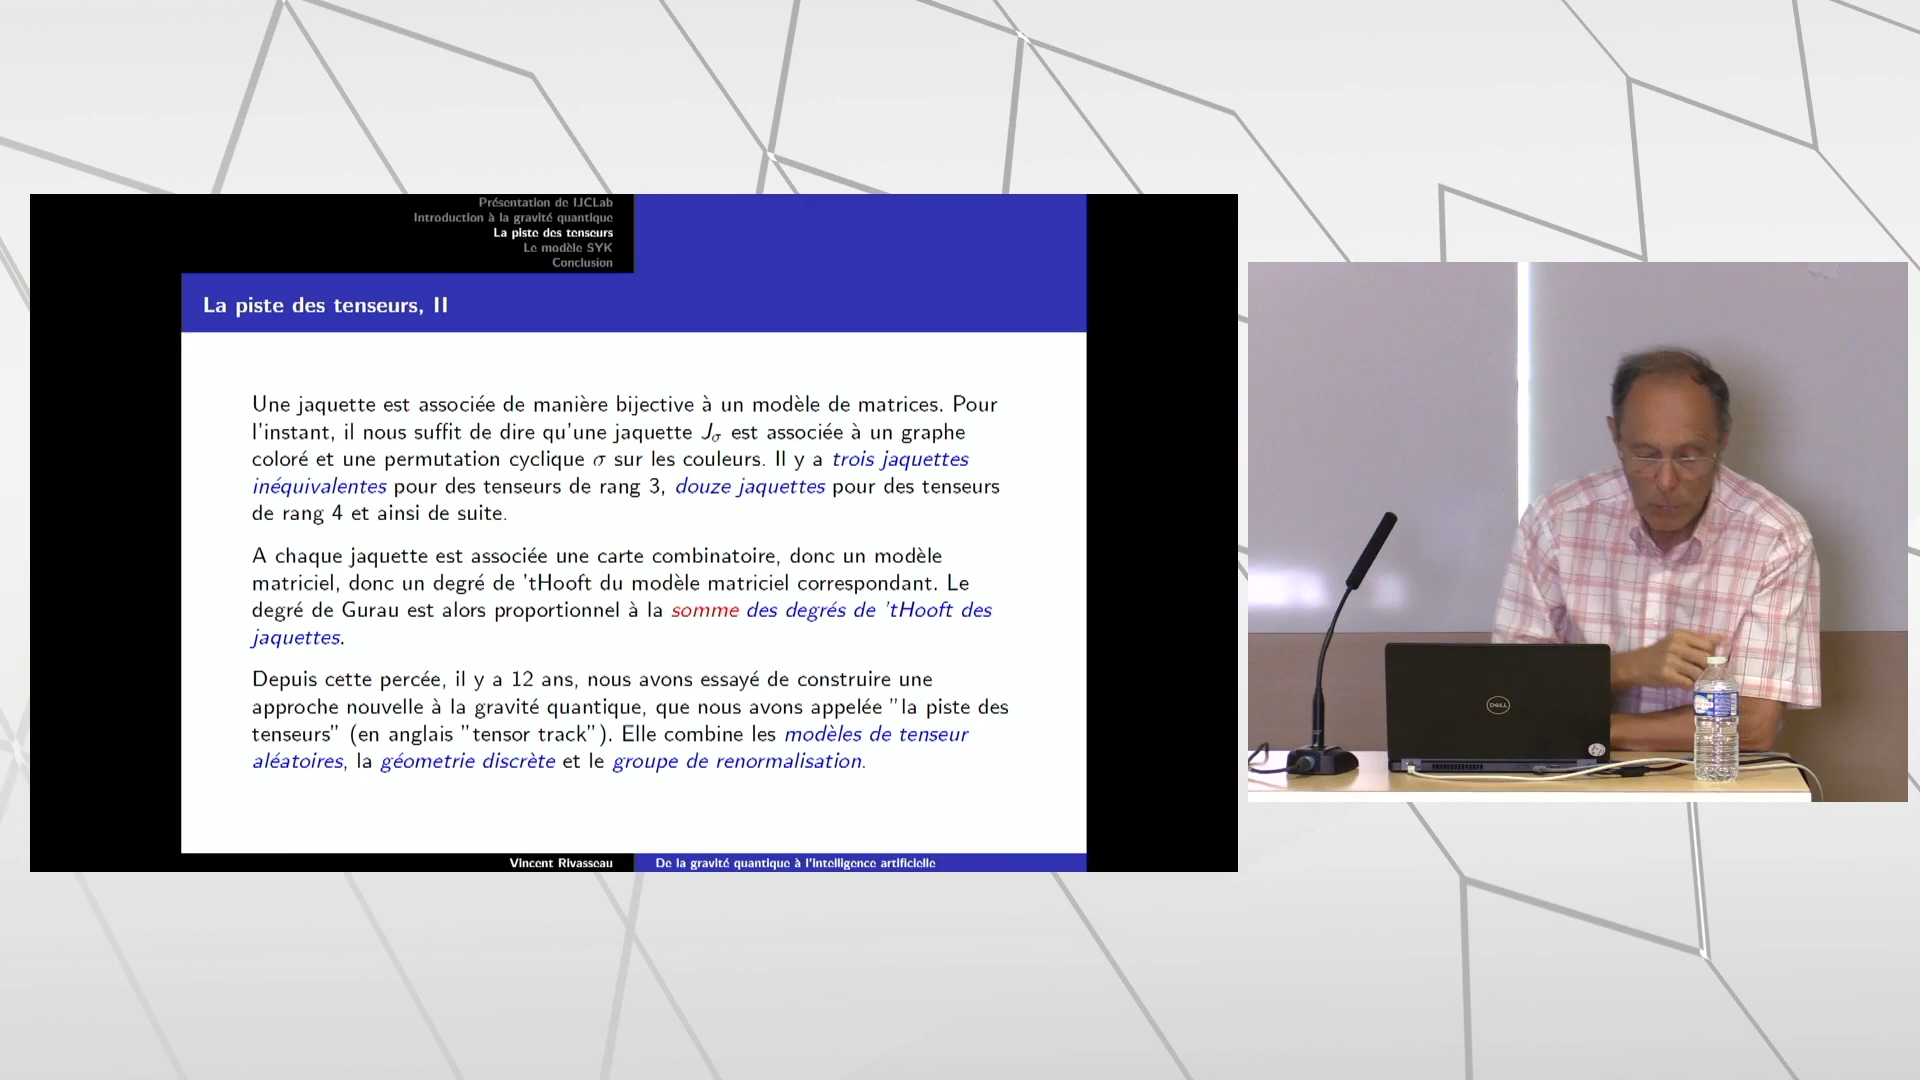 Présentation de IJCLab
Introduction à la gravité quantique
La piste des tenseurs
Le modèle SYK
Conclusion
La piste des tenseurs, II
Une jaquette est associée de manière bijective à un modèle de matrices. Pour
l'instant, il nous suffit de dire qu'une jaquette Jσ est associée à un graphe
coloré et une permutation cyclique σ sur les couleurs. Il y a trois jaquettes
inéquivalentes pour des tenseurs de rang 3, douze jaquettes pour des tenseurs
de rang 4 et ainsi de suite.
A chaque jaquette est associée une carte combinatoire, donc un modèle
matriciel, donc un degré de 'tHooft du modèle matriciel correspondant. Le
degré de Gurau est alors proportionnel à la somme des degrés de 'tHooft des
jaquettes.
Depuis cette percée, il y a 12 ans, nous avons essayé de construire une
approche nouvelle à la gravité quantique, que nous avons appelée "la piste des
tenseurs" (en anglais "tensor track"). Elle combine les modèles de tenseur
aléatoires, la géometrie discrète et le groupe de renormalisation.
Vincent Rivasseau
De la gravité quantique à l'intelligence artificielle
DELL